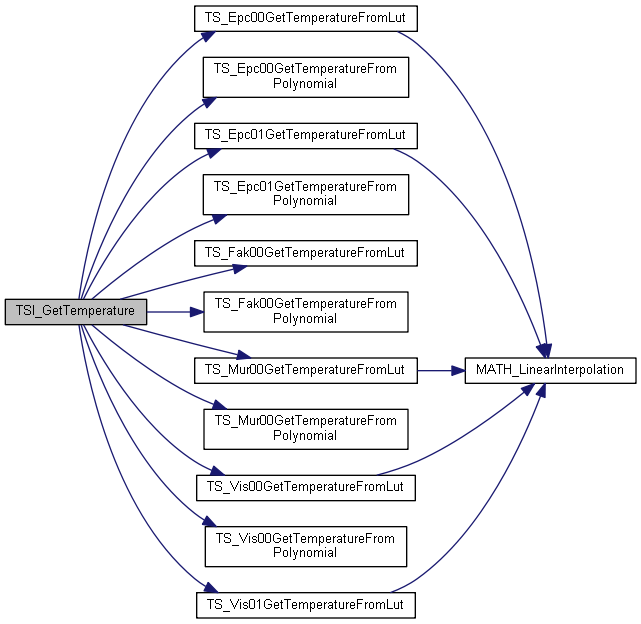 TS_Epc00GetTemperatureFromLut
TS_Epc00GetTemperatureFrom
Polynomial
TS_Epc01GetTemperatureFromLut
TS_Epc01GetTemperatureFrom
Polynomial
TS_Fak00GetTemperatureFromLut
TSI_GetTemperature
TS_Fak00GetTemperatureFrom
Polynomial
TS_Mur00GetTemperatureFromLut
MATH_LinearInterpolation
TS_Mur00GetTemperatureFrom
Polynomial
TS_Vis00GetTemperatureFromLut
TS_Vis00GetTemperatureFrom
Polynomial
TS_Vis01GetTemperatureFromLut